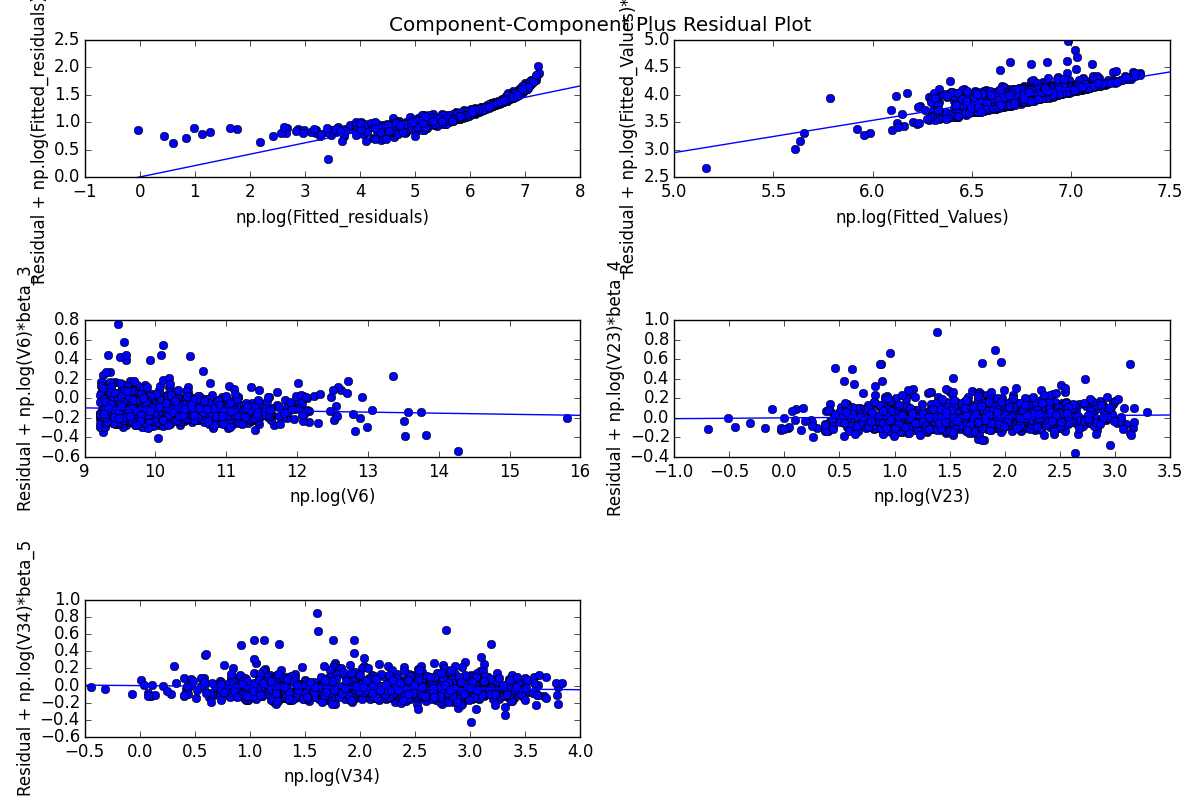 Component-Component Plus Residual Plot
Residual + np.log(Fitted_residuals)
2.5
2.0
1.5
1.0
0.5
0.0
−1 0 1 2 3 4 5 6 7 8
np.log(Fitted_residuals)
Residual + np.log(Fitted_Values)*
5.0
4.5
4.0
3.5
3.0
2.5
5.0 5.5 6.0 6.5 7.0 7.5
np.log(Fitted_Values)
Residual + np.log(V6)*beta_3
0.8
0.6
0.4
0.2
0.0
−0.2
−0.4
−0.6
9 10 11 12 13 14 15 16
np.log(V6)
Residual + np.log(V23)*beta_4
1.0
0.8
0.6
0.4
0.2
0.0
−0.2
−0.4
−1.0 −0.5 0.0 0.5 1.0 1.5 2.0 2.5 3.0 3.5
np.log(V23)
Residual + np.log(V34)*beta_5
1.0
0.8
0.6
0.4
0.2
0.0
−0.2
−0.4
−0.6
−0.5 0.0 0.5 1.0 1.5 2.0 2.5 3.0 3.5 4.0
np.log(V34)